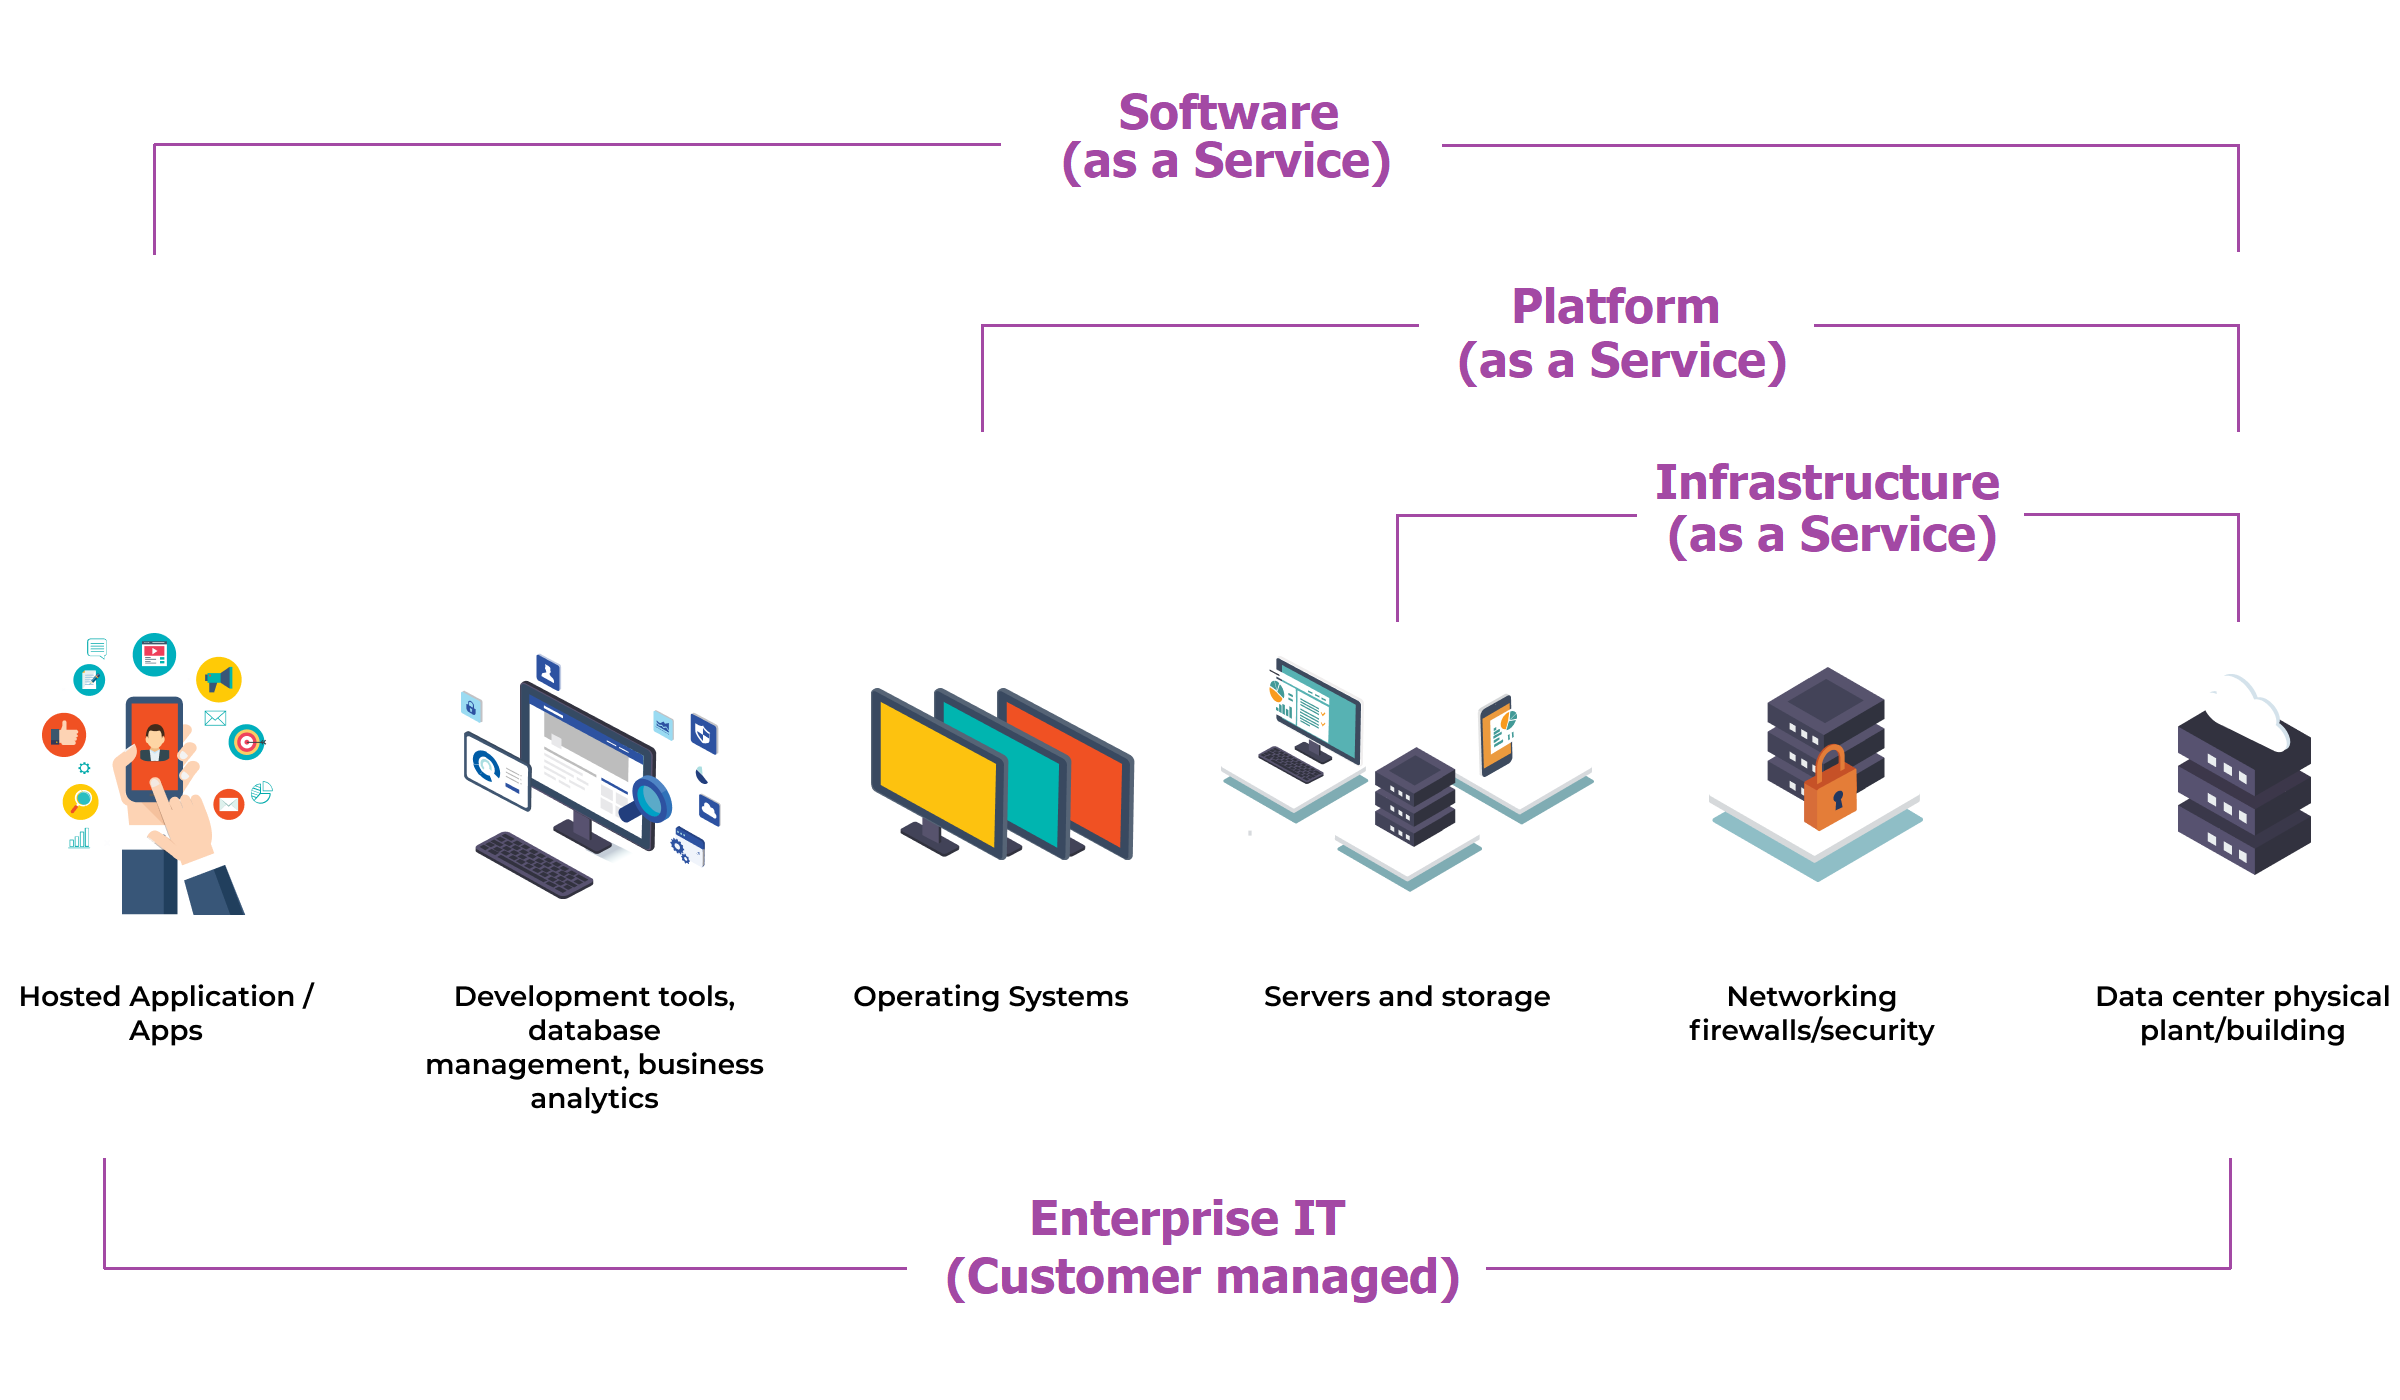 Software
(as a Service)
Platform
(as a Service)
Infrastructure
(as a Service)
Hosted Application /
Apps
Development tools,
database
management, business
analytics
Operating Systems
Servers and storage
Networking
firewalls/security
Data center physical
plant/building
Enterprise IT
(Customer managed)